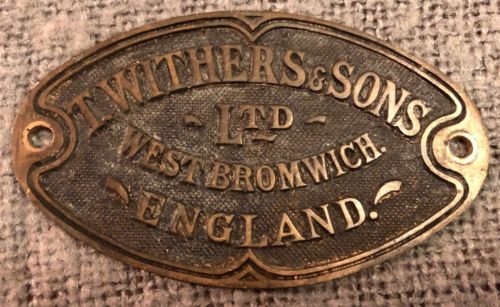 T. WITHERS & SONS
LTD
WEST BROMWICH.
ENGLAND.